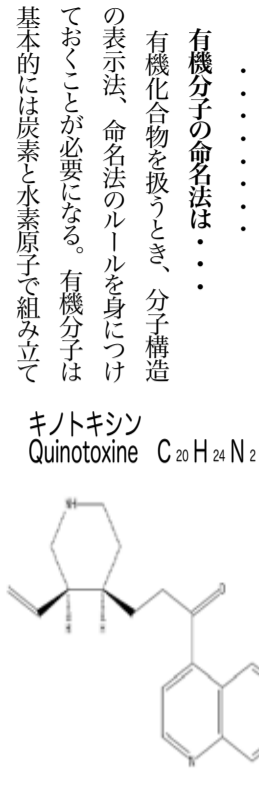 ・・・・・・・
有機分子の命名法は・・・
有機化合物を扱うとき、分子構造
の表示法、命名法のルールを身につけ
ておくことが必要になる。有機分子は
基本的には炭素と水素原子で組み立て
キノトキシン
Quinotoxine C20H24N2
NH
O
H H
N